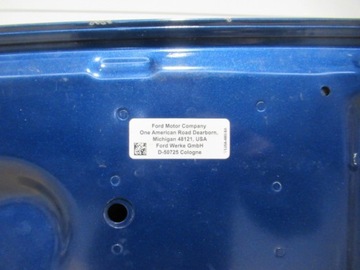 Ford Motor Company
One American Road Dearborn,
Michigan 48121, USA
Ford Werke GmbH
D-50725 Cologne